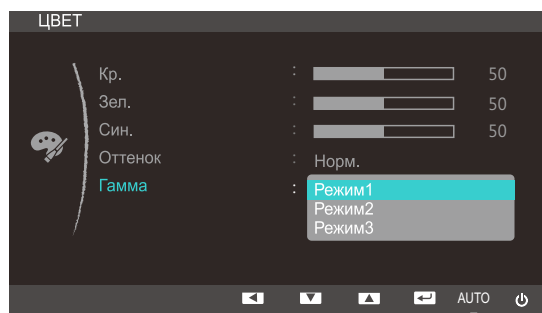 ЦВЕТ
Кр. : 50
Зел. : 50
Син. : 50
Оттенок : Норм.
Гамма : Режим1
Режим2
Режим3
AUTO